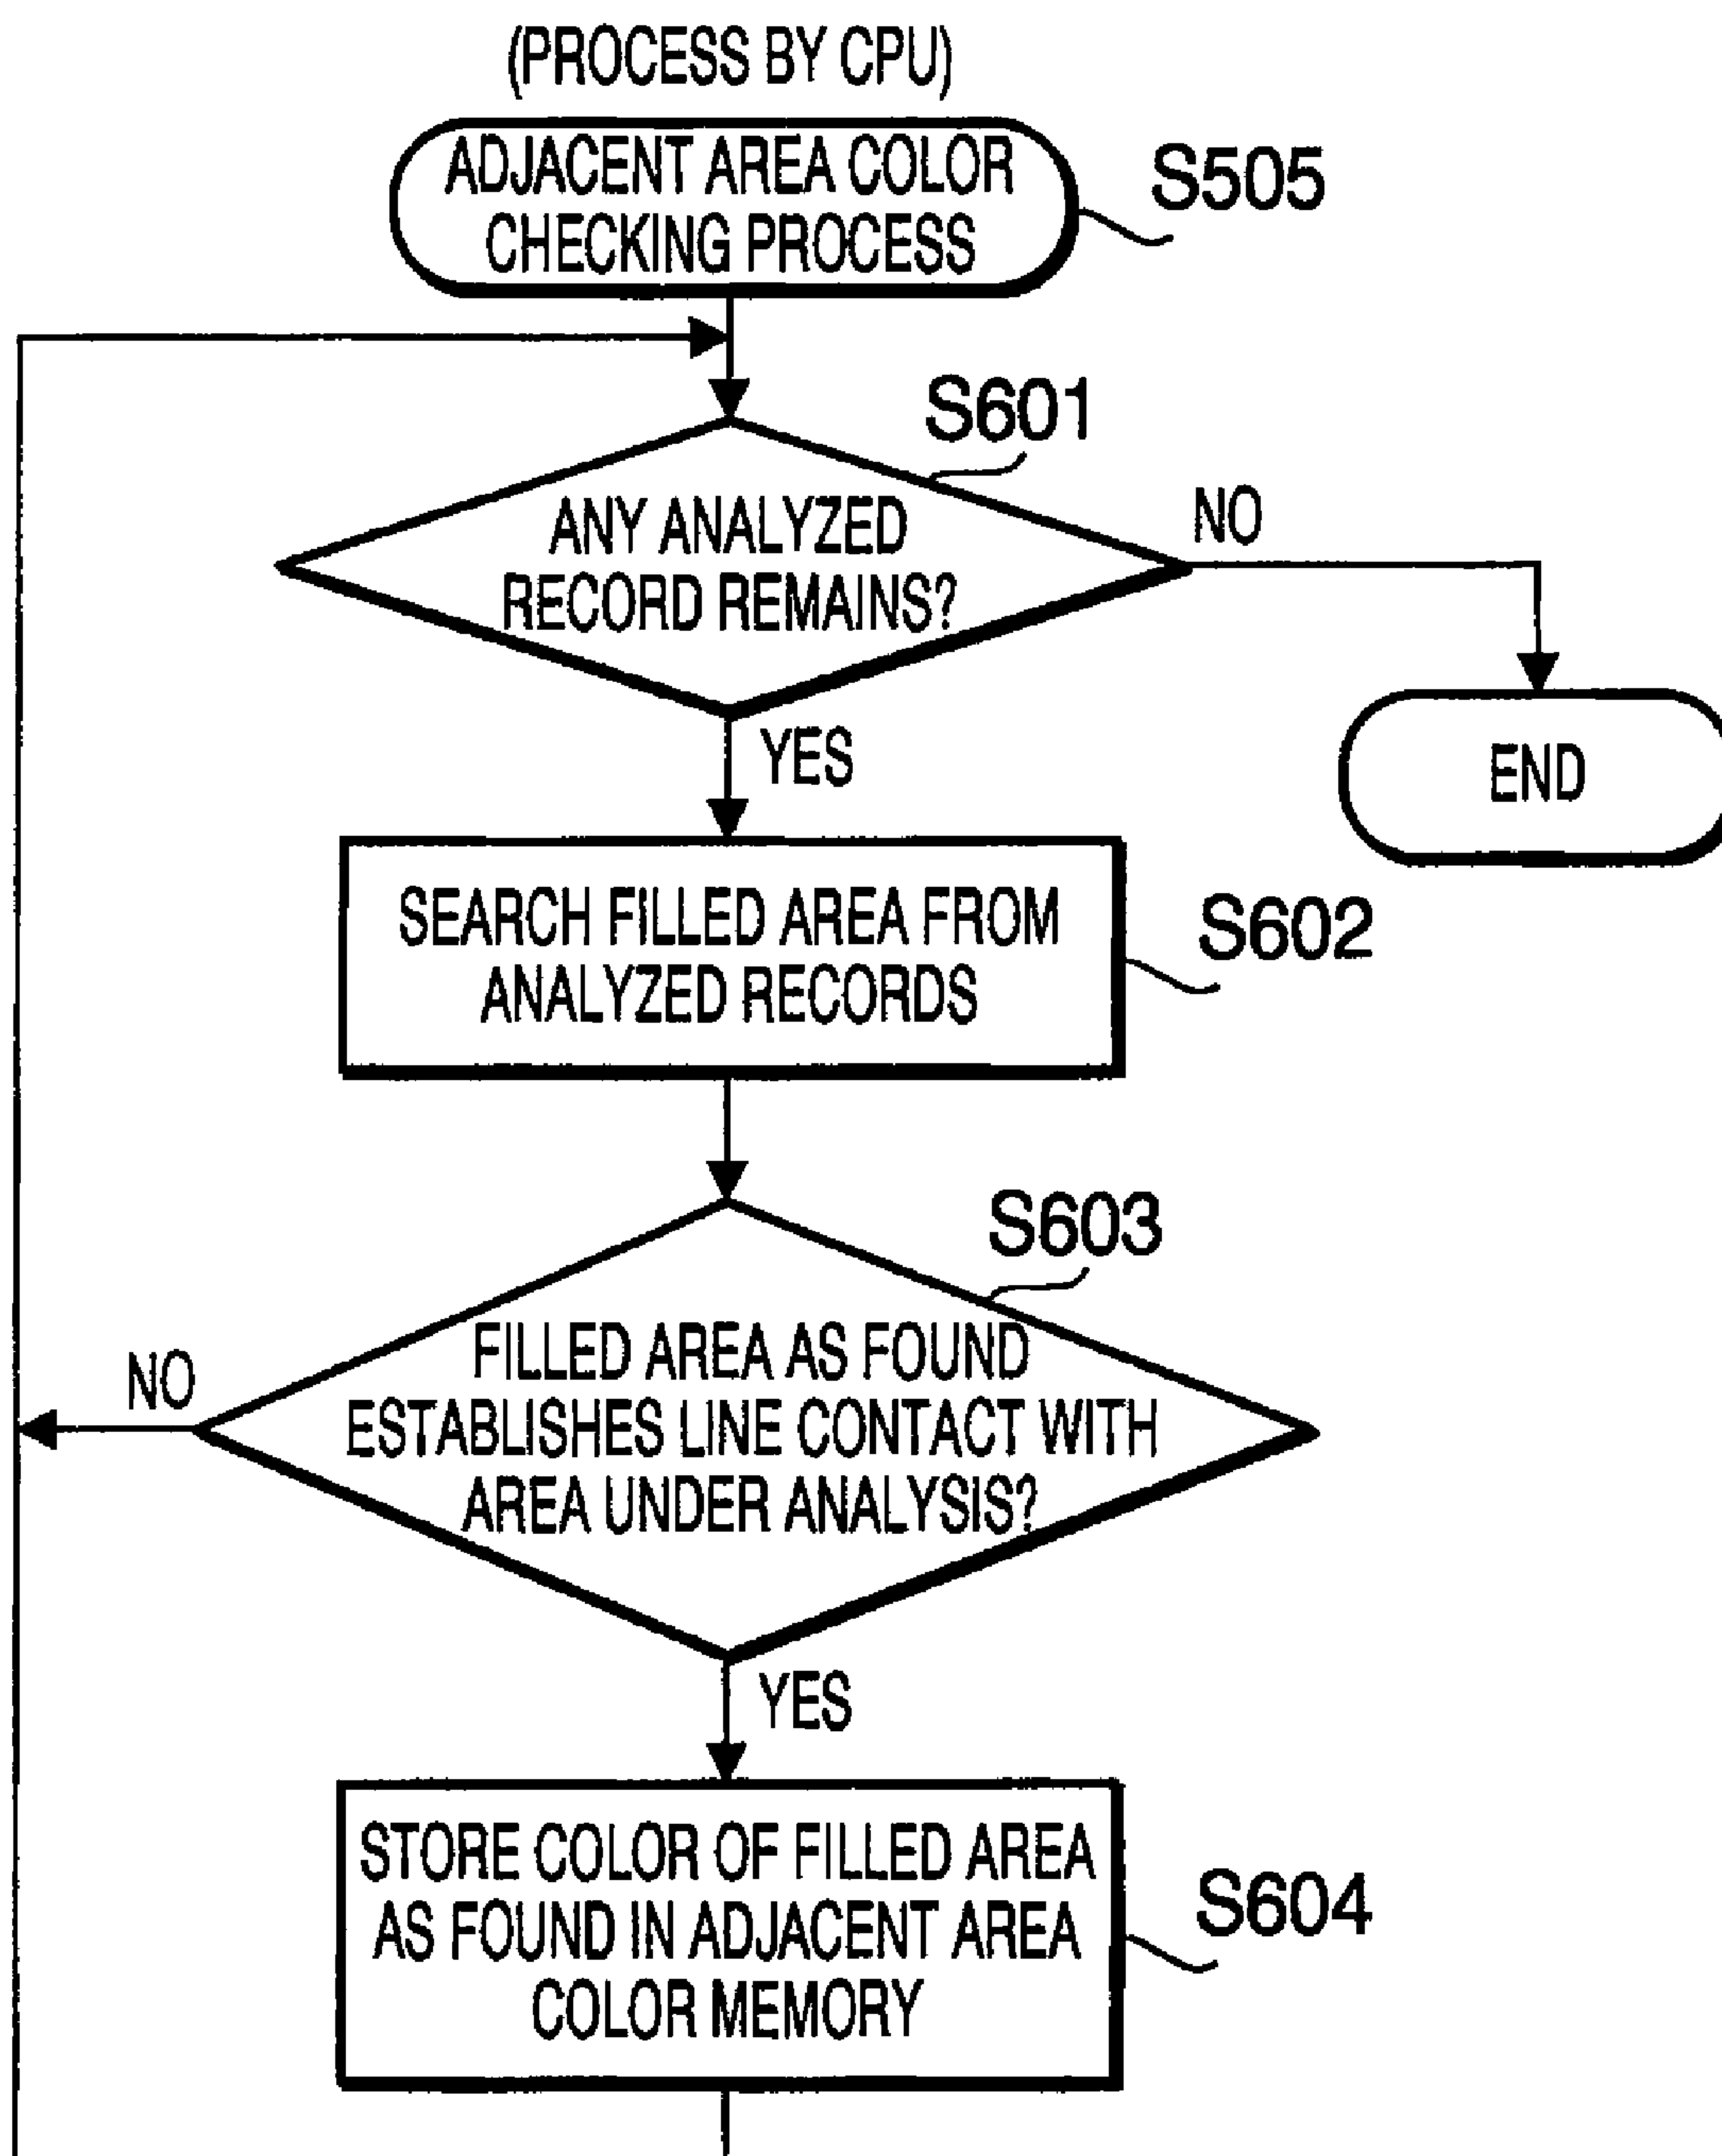 (PROCESS BY CPU)
ADJACENT AREA COLOR
CHECKING PROCESS
S505
S601
ANY ANALYZED
RECORD REMAINS?
NO
YES
END
SEARCH FILLED AREA FROM
ANALYZED RECORDS
S602
S603
FILLED AREA AS FOUND
ESTABLISHES LINE CONTACT WITH
AREA UNDER ANALYSIS?
NO
YES
STORE COLOR OF FILLED AREA
AS FOUND IN ADJACENT AREA
COLOR MEMORY
S604